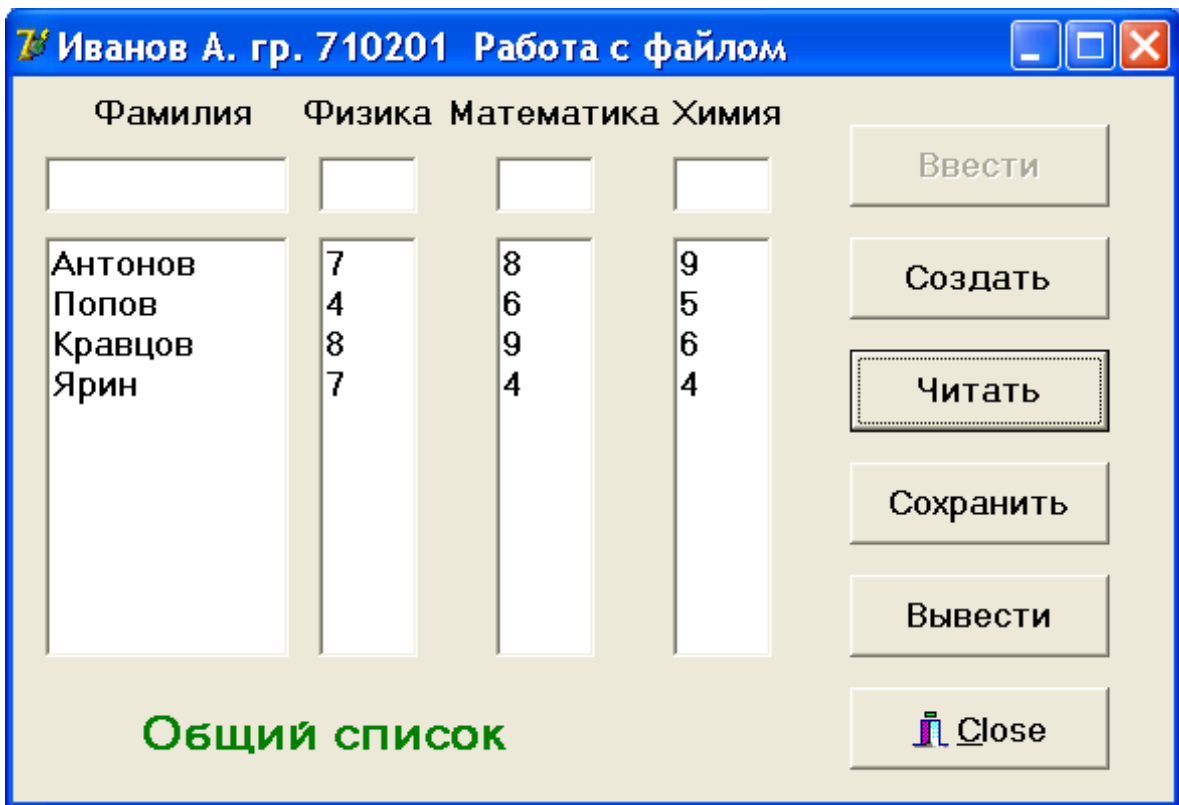 Иванов А. гр. 710201 Работа с файлом
Фамилия Физика Математика Химия
Ввести
Антонов 7 8 9
Попов 4 6 5
Кравцов 8 9 6
Ярин 7 4 4
Создать
Читать
Сохранить
Вывести
Общий список
Close